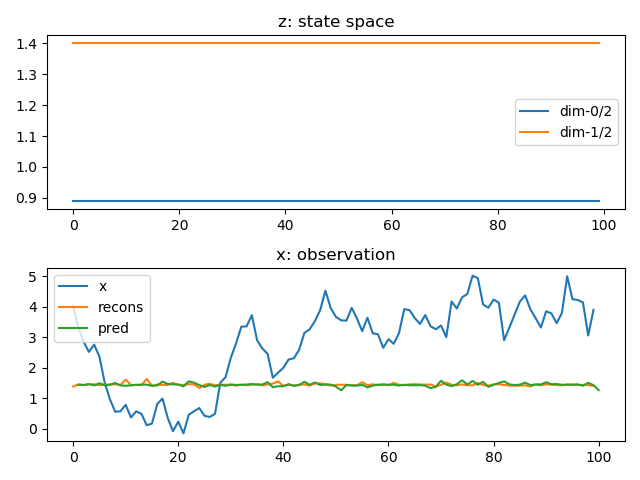 z: state space
1.4
1.3
1.2
1.1
1.0
0.9
dim-0/2
dim-1/2
0 20 40 60 80 100
x: observation
5
4
3
2
1
0
x
recons
pred
0 20 40 60 80 100